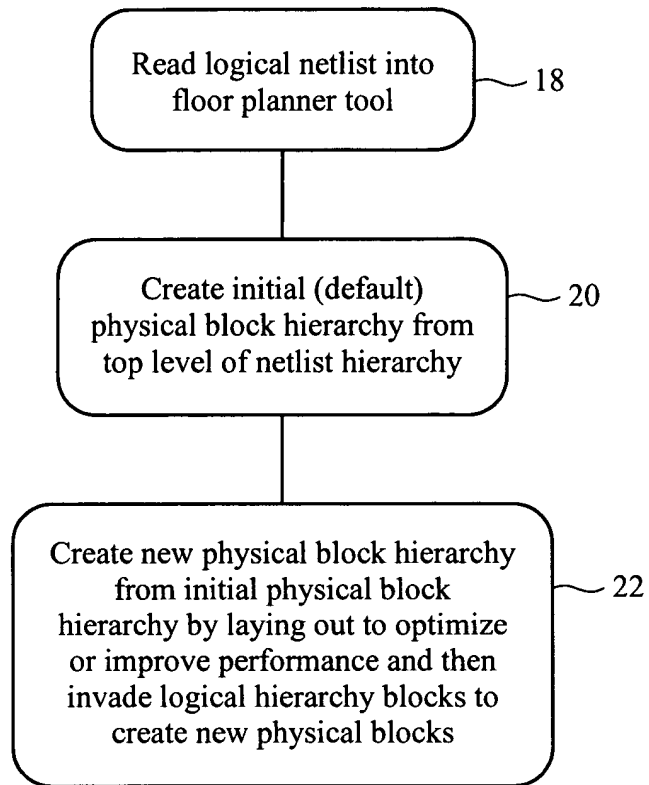 Read logical netlist into
floor planner tool
18
Create initial (default)
physical block hierarchy from
top level of netlist hierarchy
20
Create new physical block hierarchy
from initial physical block
hierarchy by laying out to optimize
or improve performance and then
invade logical hierarchy blocks to
create new physical blocks
22